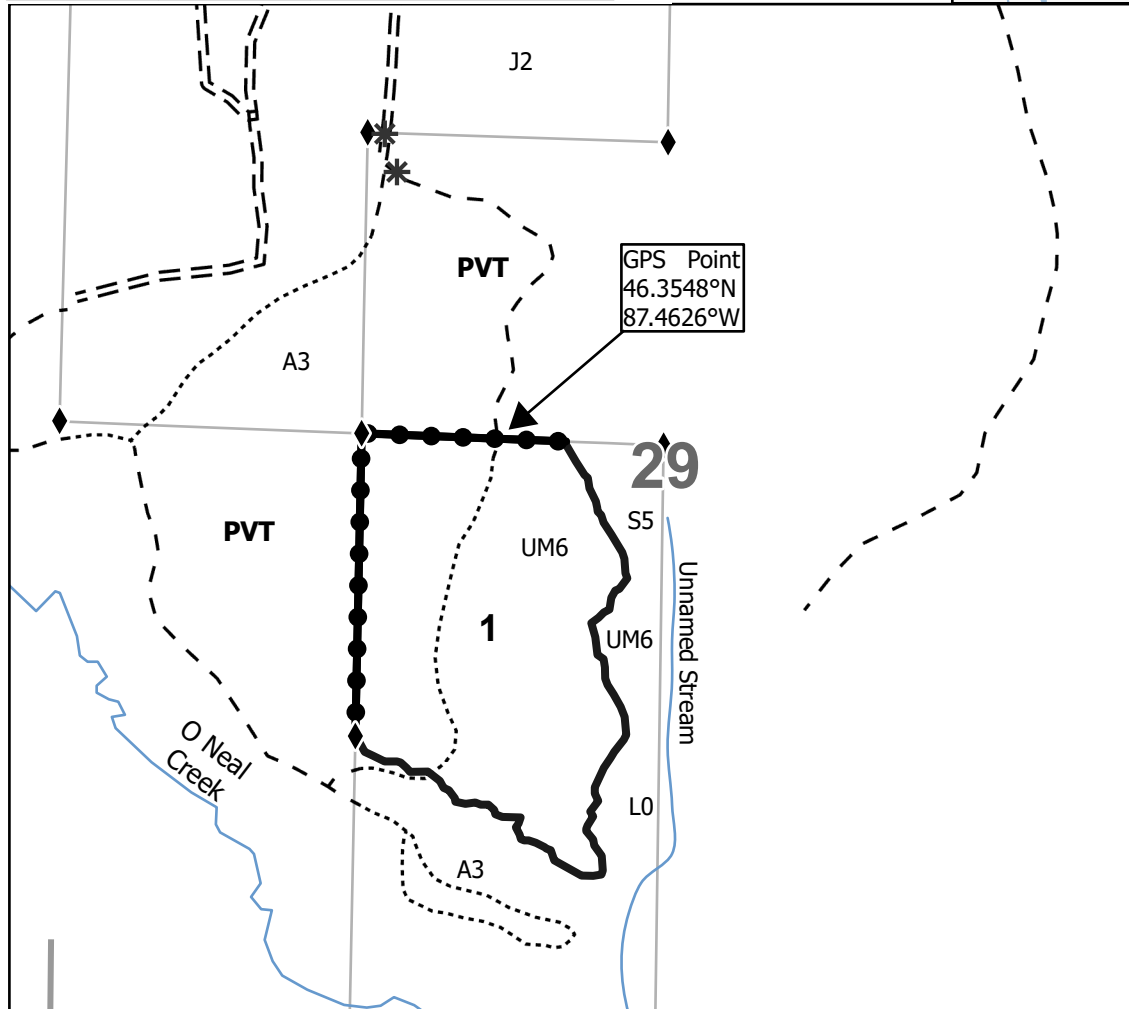 J2
PVT
GPS Point
46.3548°N
87.4626°W
A3
29
S5
PVT
UM6
Unnamed Stream
1
UM6
O Neal
Creek
L0
A3